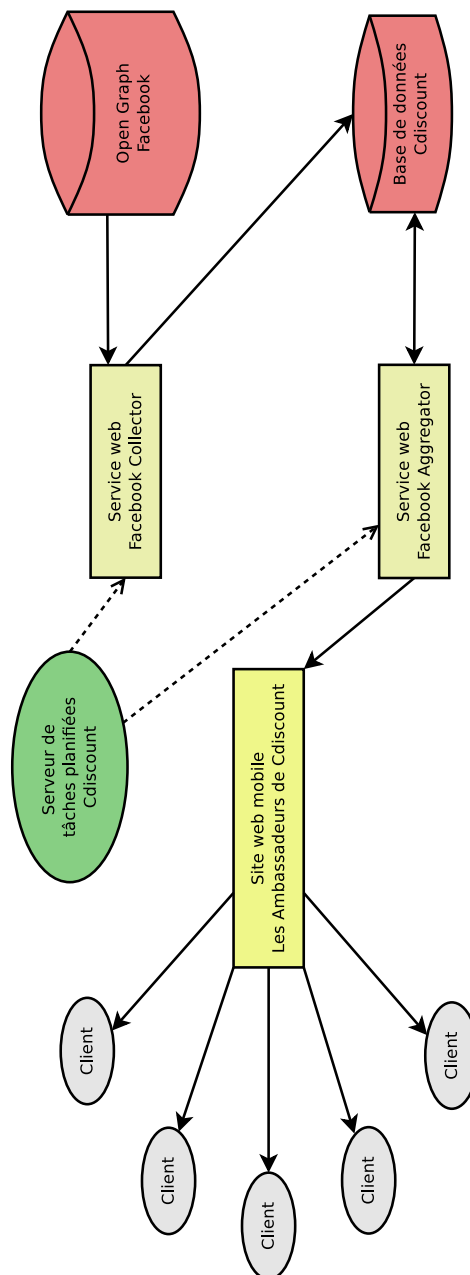 Open Graph
Facebook
Base de données
Cdiscount
Service web
Facebook Collector
Service web
Facebook Aggregator
Serveur de
tâches planifiées
Cdiscount
Site web mobile
Les Ambassadeurs de Cdiscount
Client
Client
Client
Client
Client